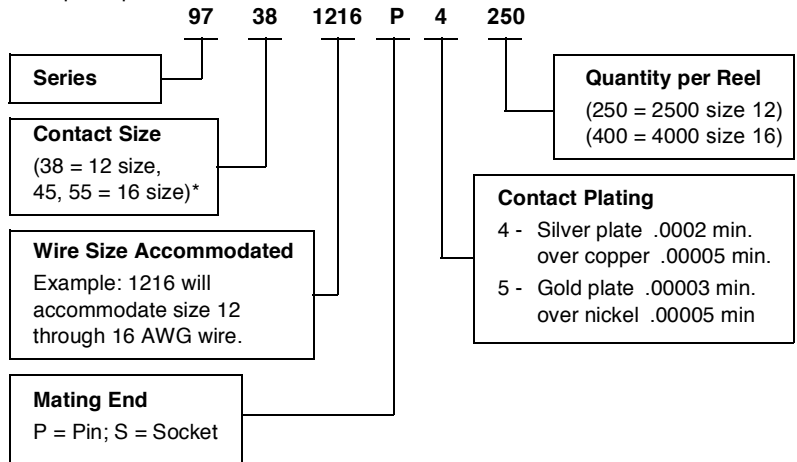 97 38 1216 P 4 250
Series
Contact Size
(38 = 12 size,
45, 55 = 16 size)*
Wire Size Accommodated
Example: 1216 will
accommodate size 12
through 16 AWG wire.
Mating End
P = Pin; S = Socket
Quantity per Reel
(250 = 2500 size 12)
(400 = 4000 size 16)
Contact Plating
4 - Silver plate .0002 min.
over copper .00005 min.
5 - Gold plate .00003 min.
over nickel .00005 min